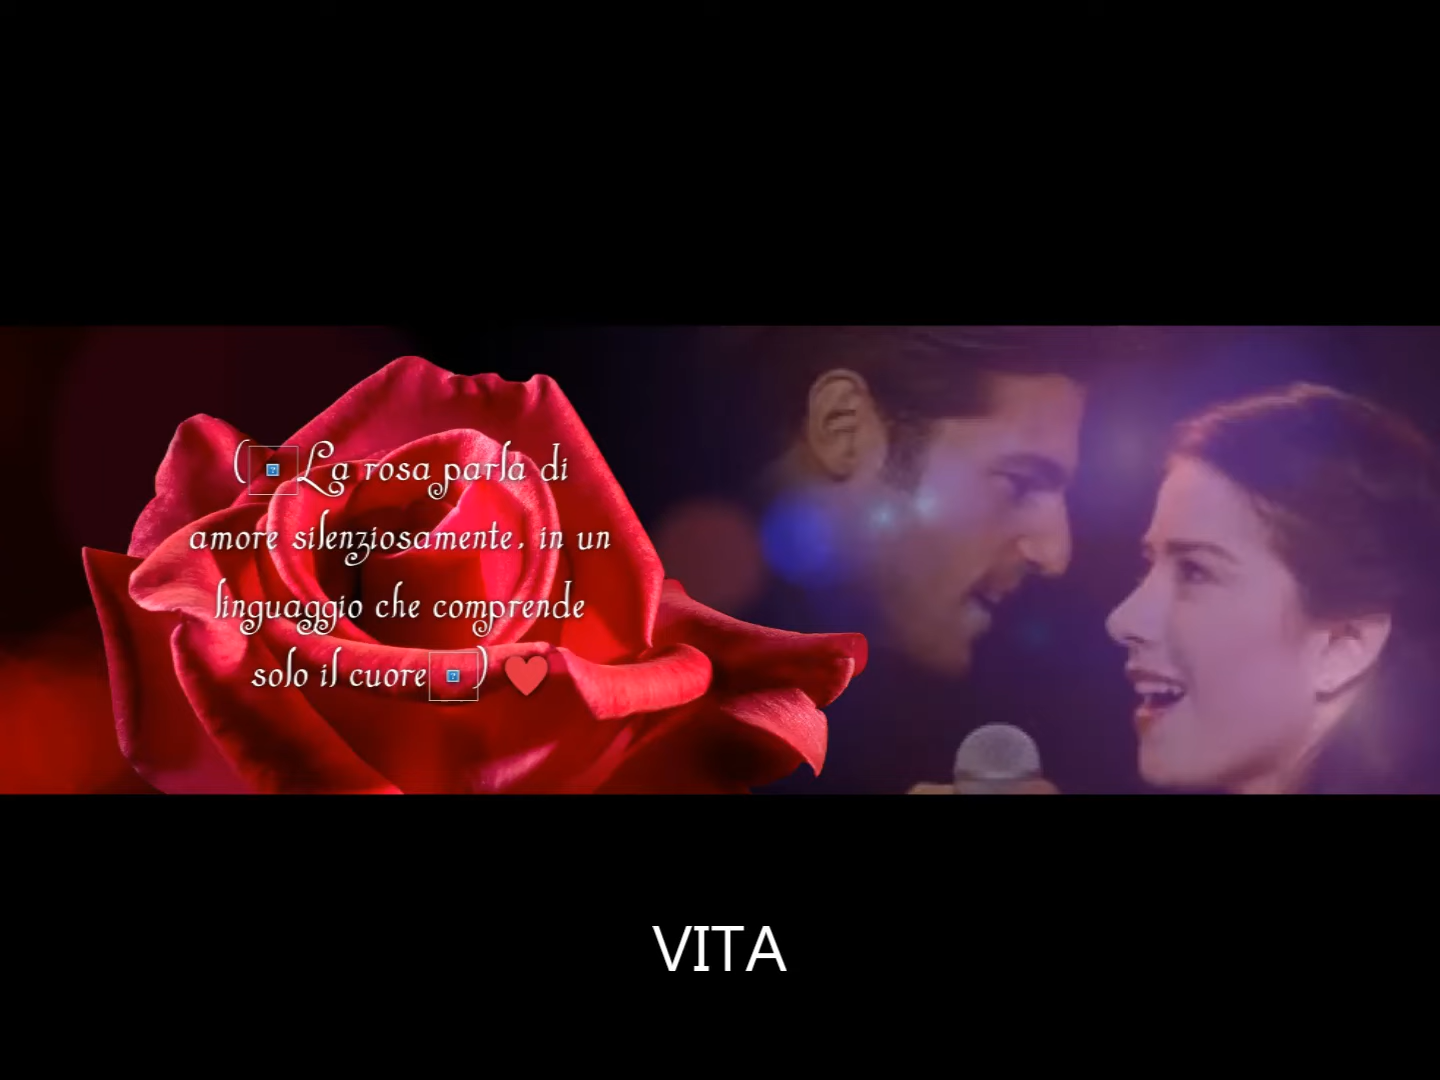 (La rosa parla di
amore silenziosamente, in un
linguaggio che comprende
solo il cuore) ❤
VITA